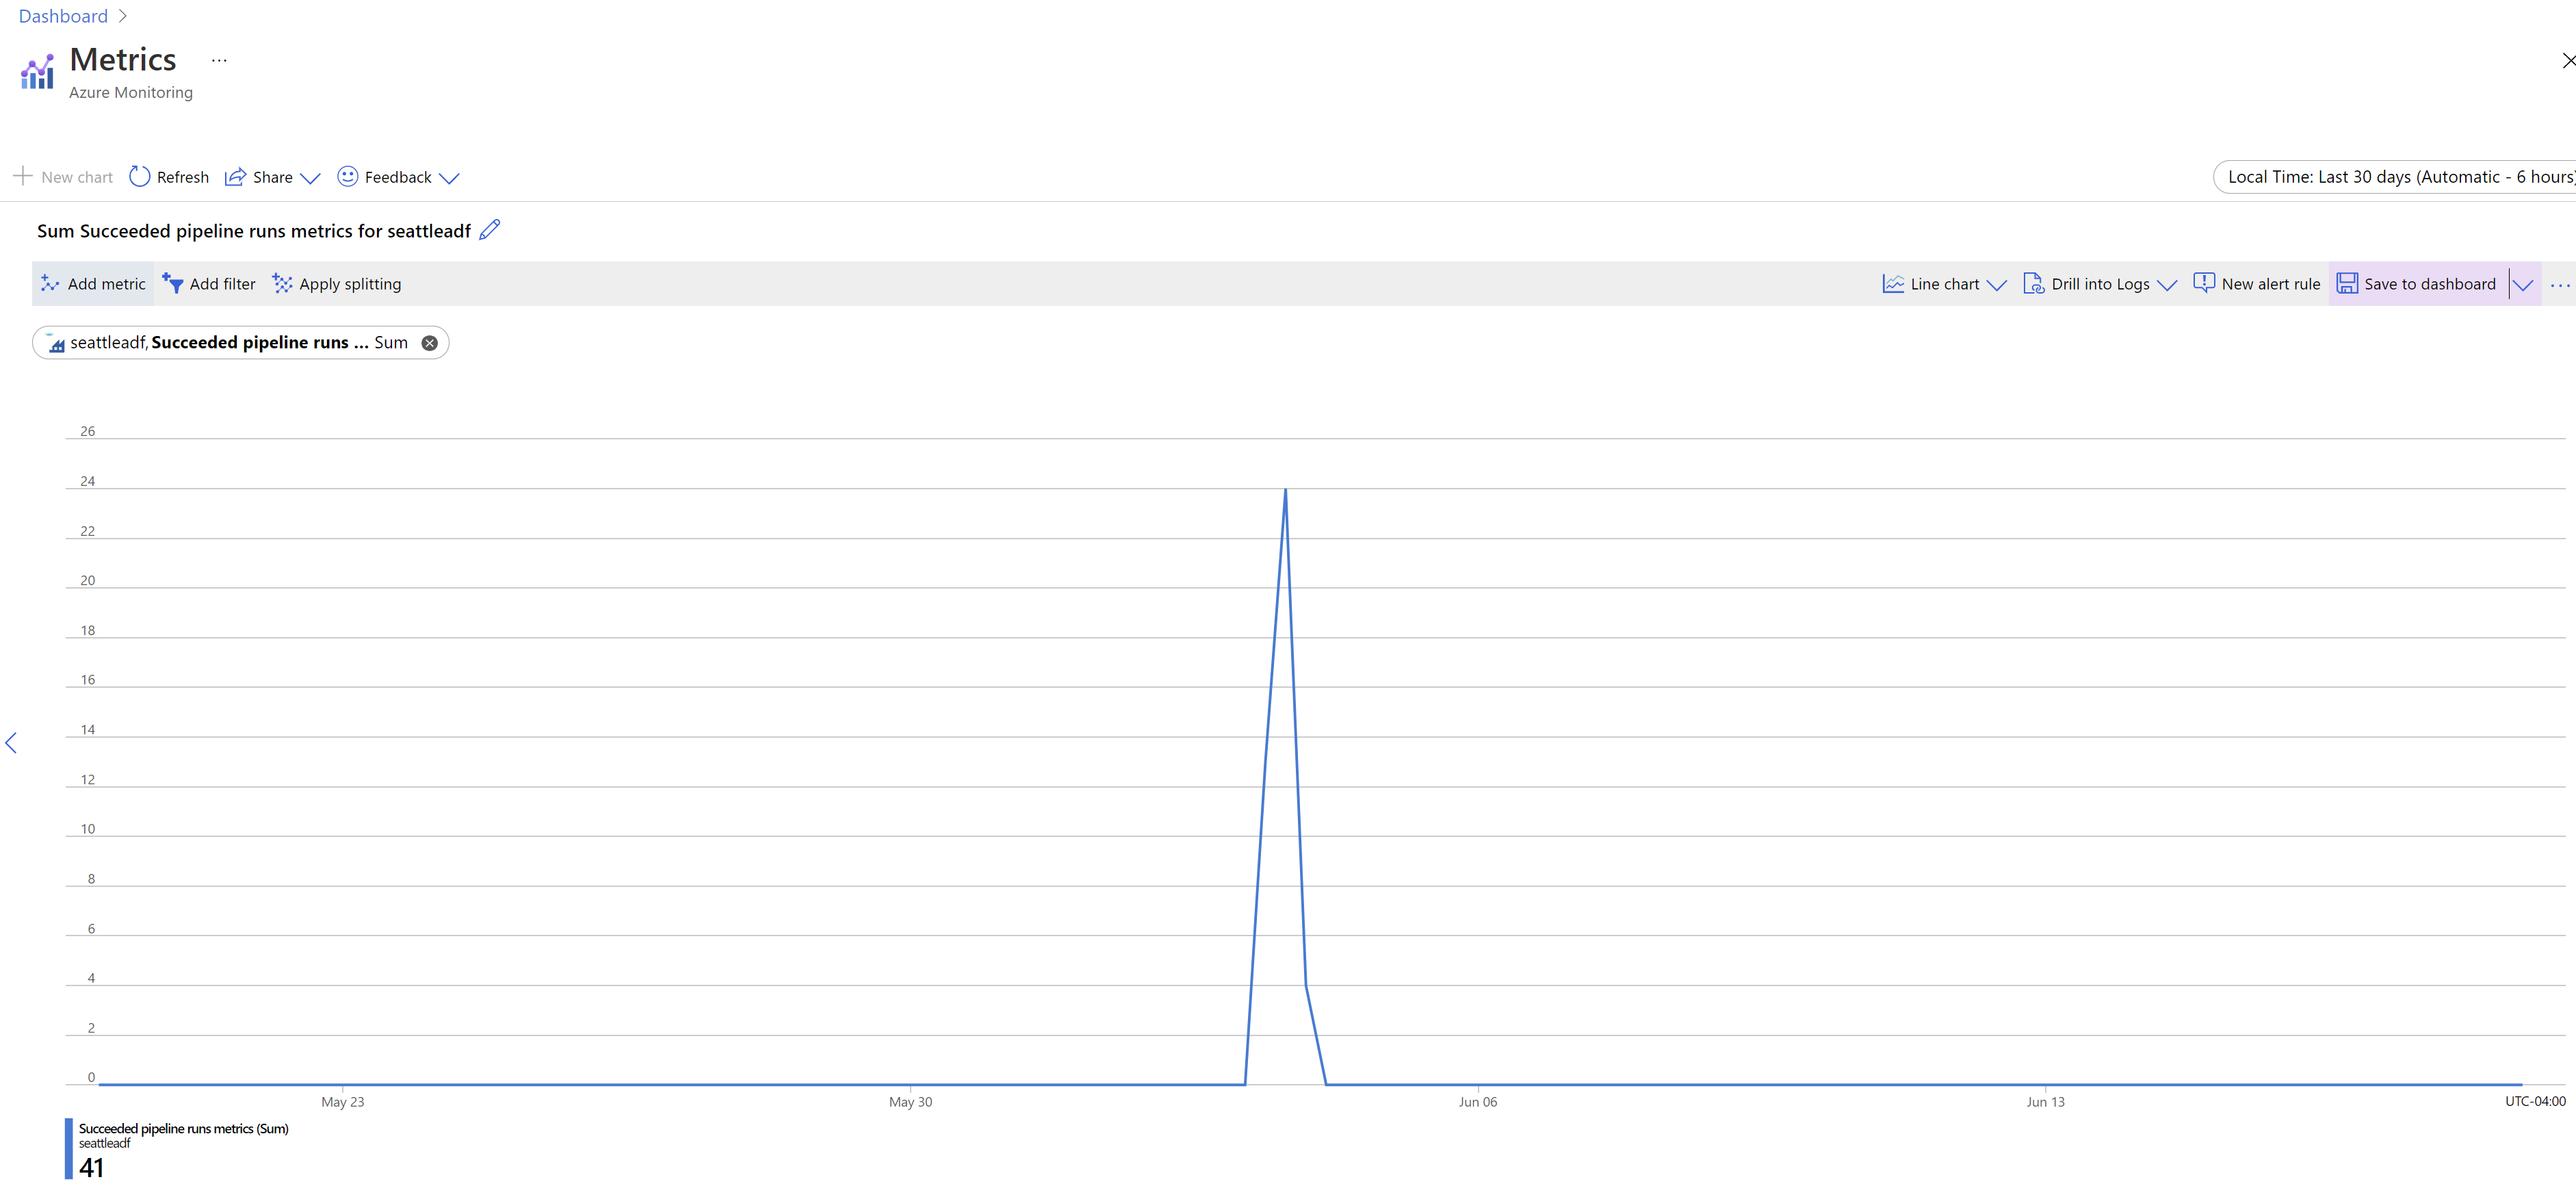 Dashboard
Metrics ...
Azure Monitoring
New chart Refresh Share Feedback
Local Time: Last 30 days (Automatic - 6 hours)
Sum Succeeded pipeline runs metrics for seattleadf
Add metric Add filter Apply splitting Line chart Drill into Logs New alert rule Save to dashboard ...
seattleadf, Succeeded pipeline runs ... Sum
26
24
22
20
18
16
14
12
10
8
6
4
2
0
May 23 May 30 Jun 06 Jun 13 UTC-04:00
Succeeded pipeline runs metrics (Sum)
seattleadf
41